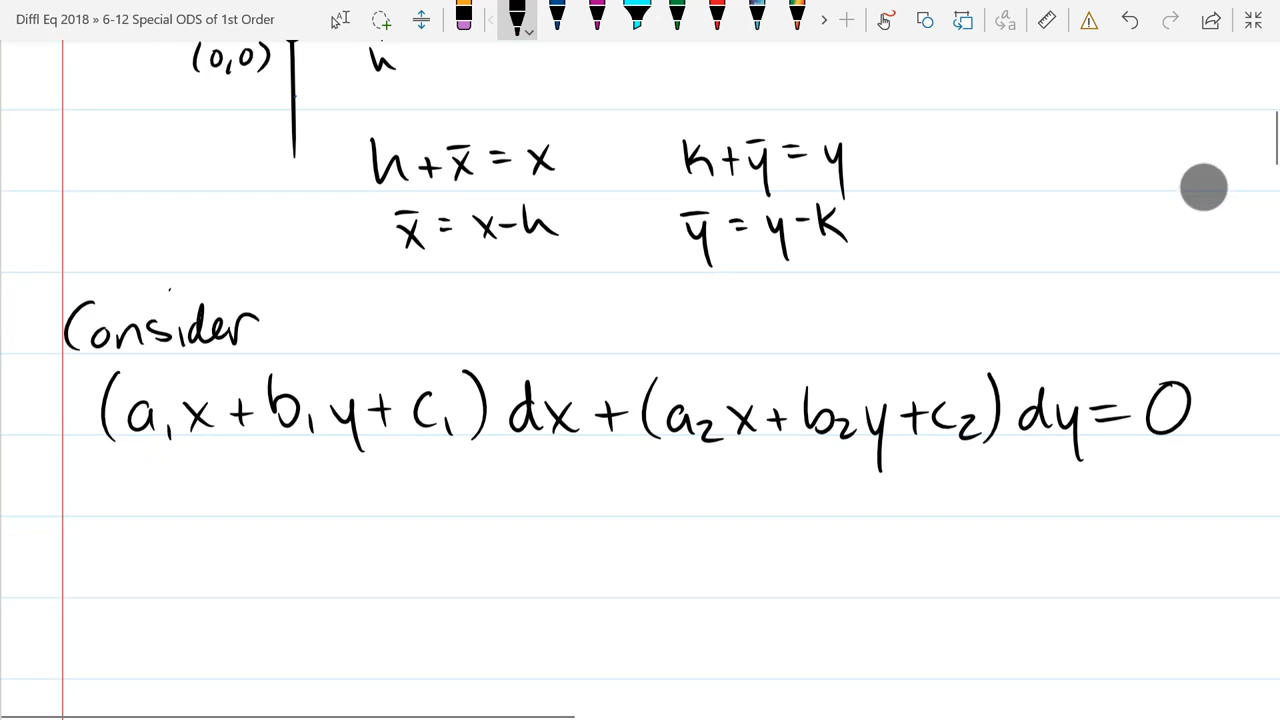 Diffl Eq 2018 » 6-12 Special ODS of 1st Order
(0,0) h
h + x̄ = x k + ȳ = y
x̄ = x - h ȳ = y - k
Consider
(a₁x + b₁y + c₁) dx + (a₂x + b₂y + c₂) dy = 0